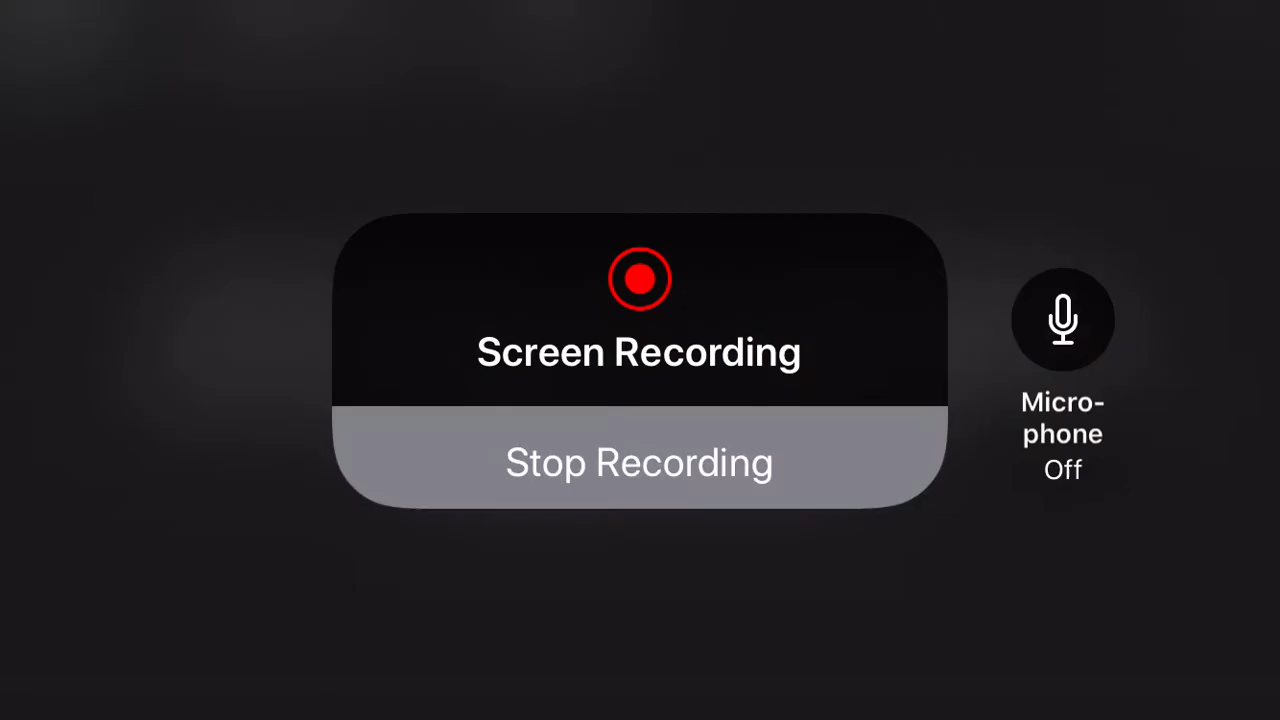 Screen Recording
Stop Recording
Micro-
phone
Off